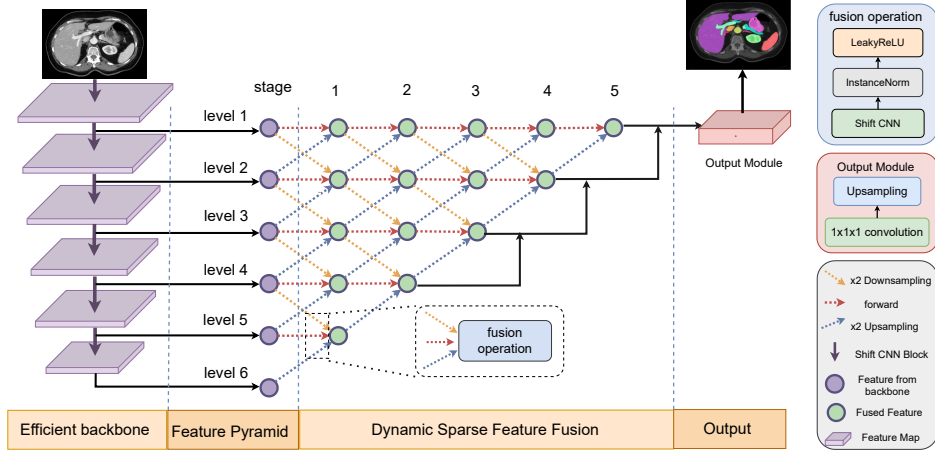 stage 1 2 3 4 5
level 1
level 2
level 3
level 4
level 5
level 6
fusion
operation
Output Module
Efficient backbone
Feature Pyramid
Dynamic Sparse Feature Fusion
Output
fusion operation
LeakyReLU
InstanceNorm
Shift CNN
Output Module
Upsampling
1x1x1 convolution
x2 Downsampling
forward
x2 Upsampling
Shift CNN Block
Feature from
backbone
Fused Feature
Feature Map